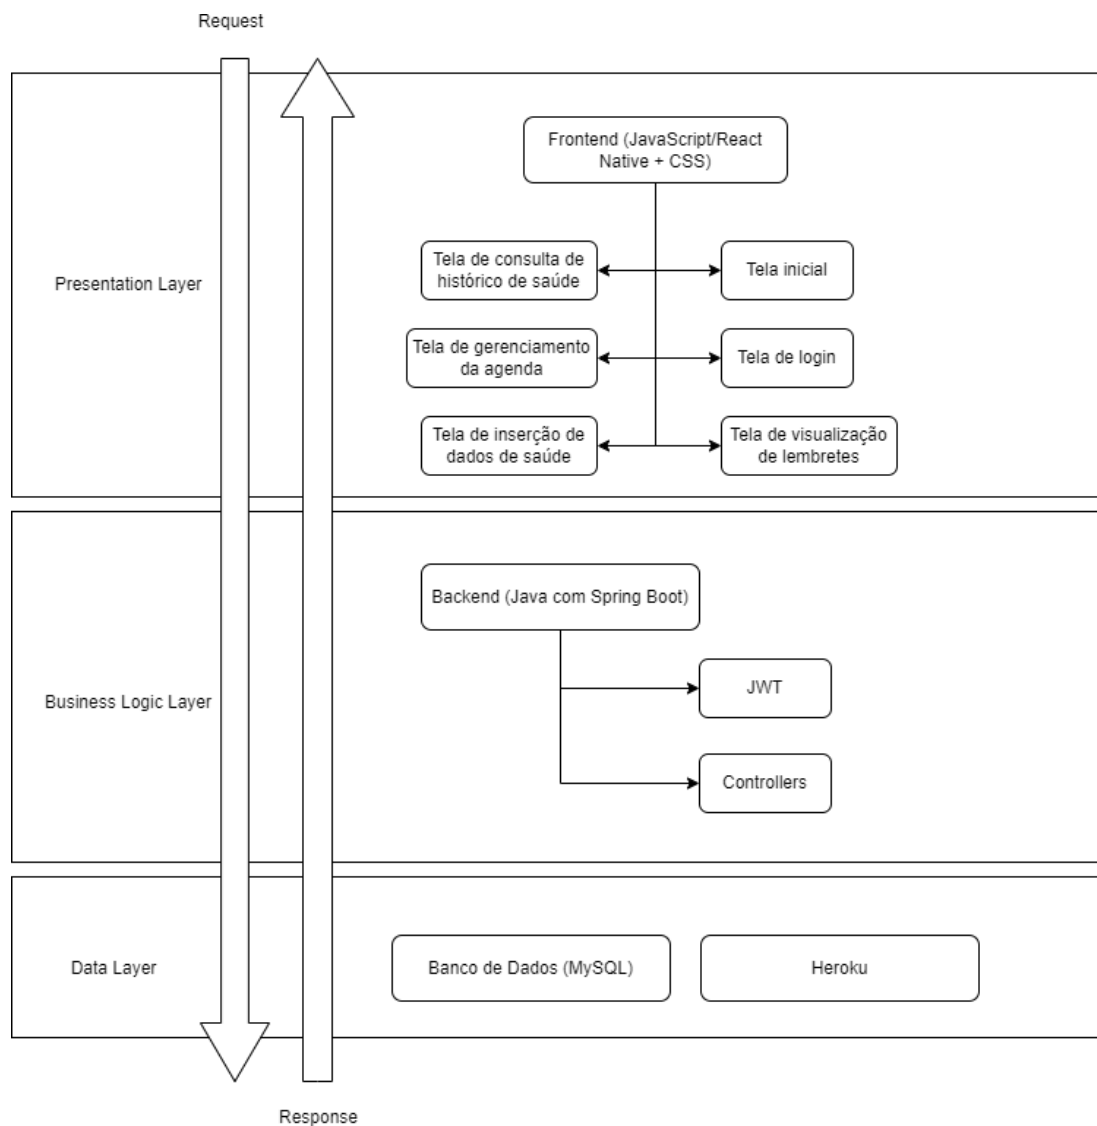 Request
Frontend (JavaScript/React
Native + CSS)
Tela de consulta de
histórico de saúde
Tela inicial
Presentation Layer
Tela de gerenciamento
da agenda
Tela de login
Tela de inserção de
dados de saúde
Tela de visualização
de lembretes
Backend (Java com Spring Boot)
JWT
Business Logic Layer
Controllers
Data Layer
Banco de Dados (MySQL)
Heroku
Response